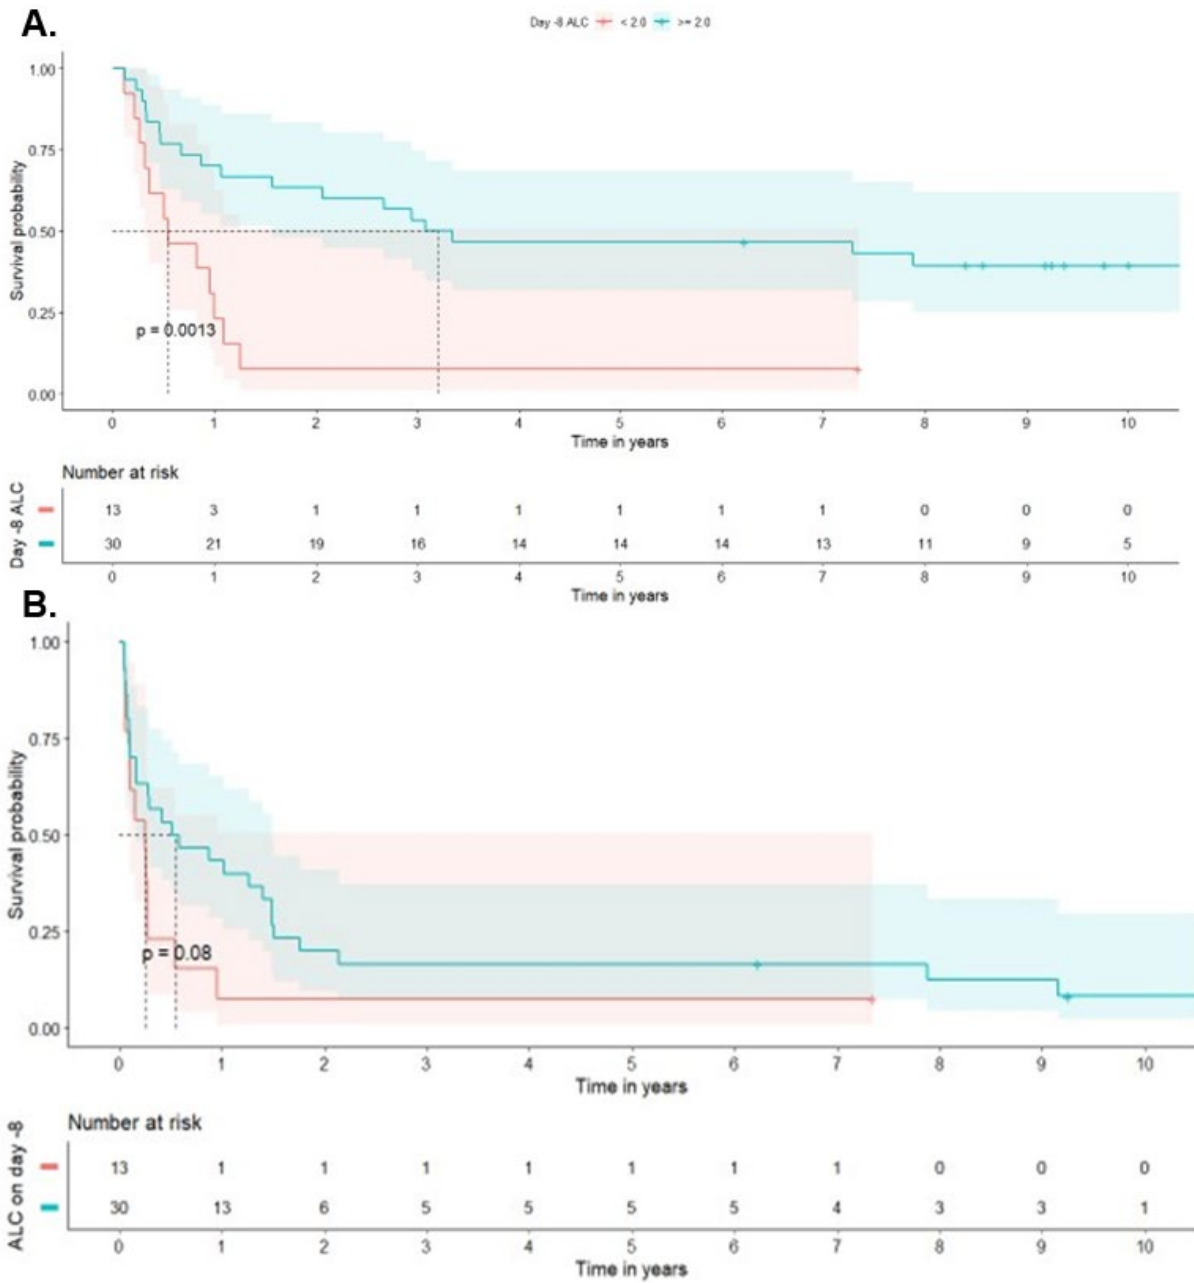 A.
Day -8 ALC < 2.0 >= 2.0
Survival probability
1.00
0.75
0.50
0.25
0.00
p = 0.0013
0 1 2 3 4 5 6 7 8 9 10
Time in years
Number at risk
Day -8 ALC
13 3 1 1 1 1 1 1 0 0 0
30 21 19 16 14 14 14 13 11 9 5
0 1 2 3 4 5 6 7 8 9 10
Time in years
B.
Survival probability
1.00
0.75
0.50
0.25
0.00
p = 0.08
0 1 2 3 4 5 6 7 8 9 10
Time in years
Number at risk
ALC on day -8
13 1 1 1 1 1 1 1 0 0 0
30 13 6 5 5 5 5 4 3 3 1
0 1 2 3 4 5 6 7 8 9 10
Time in years